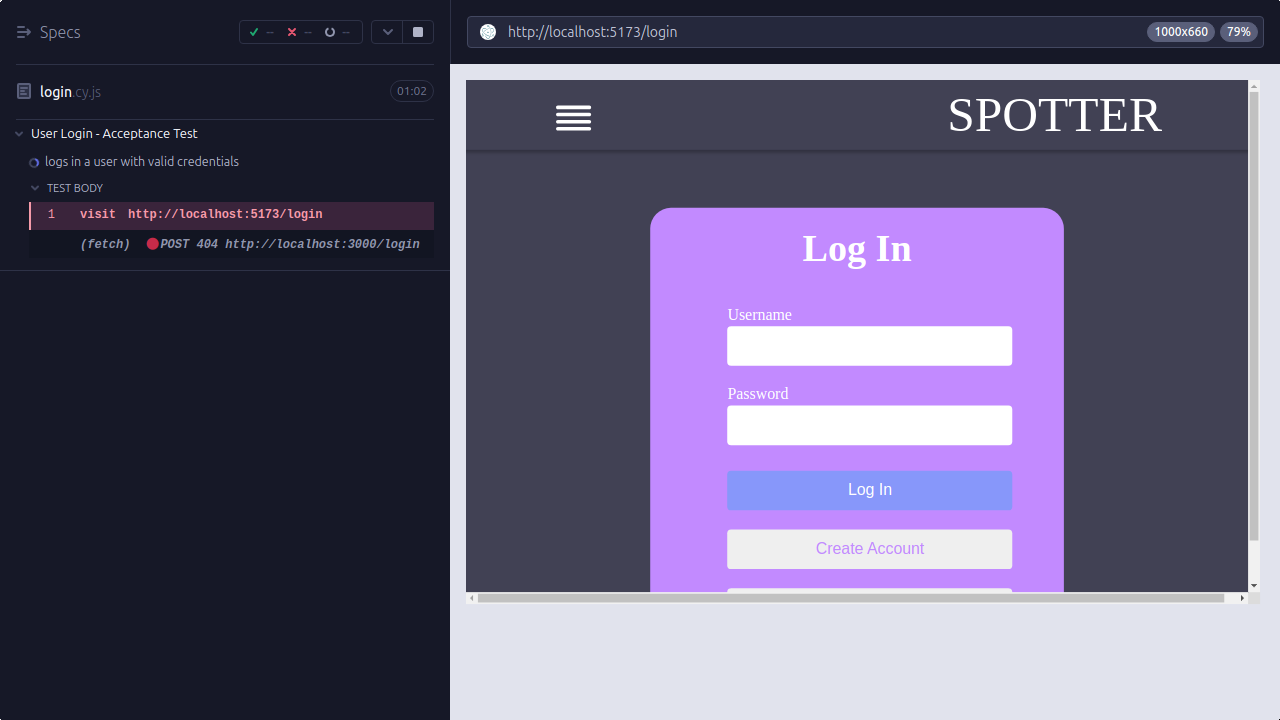 Specs
-- -- --
login.cy.js 01:02
User Login - Acceptance Test
logs in a user with valid credentials
TEST BODY
1 visit http://localhost:5173/login
(fetch) POST 404 http://localhost:3000/login
http://localhost:5173/login 1000x660 79%
SPOTTER
Log In
Username
Password
Log In
Create Account